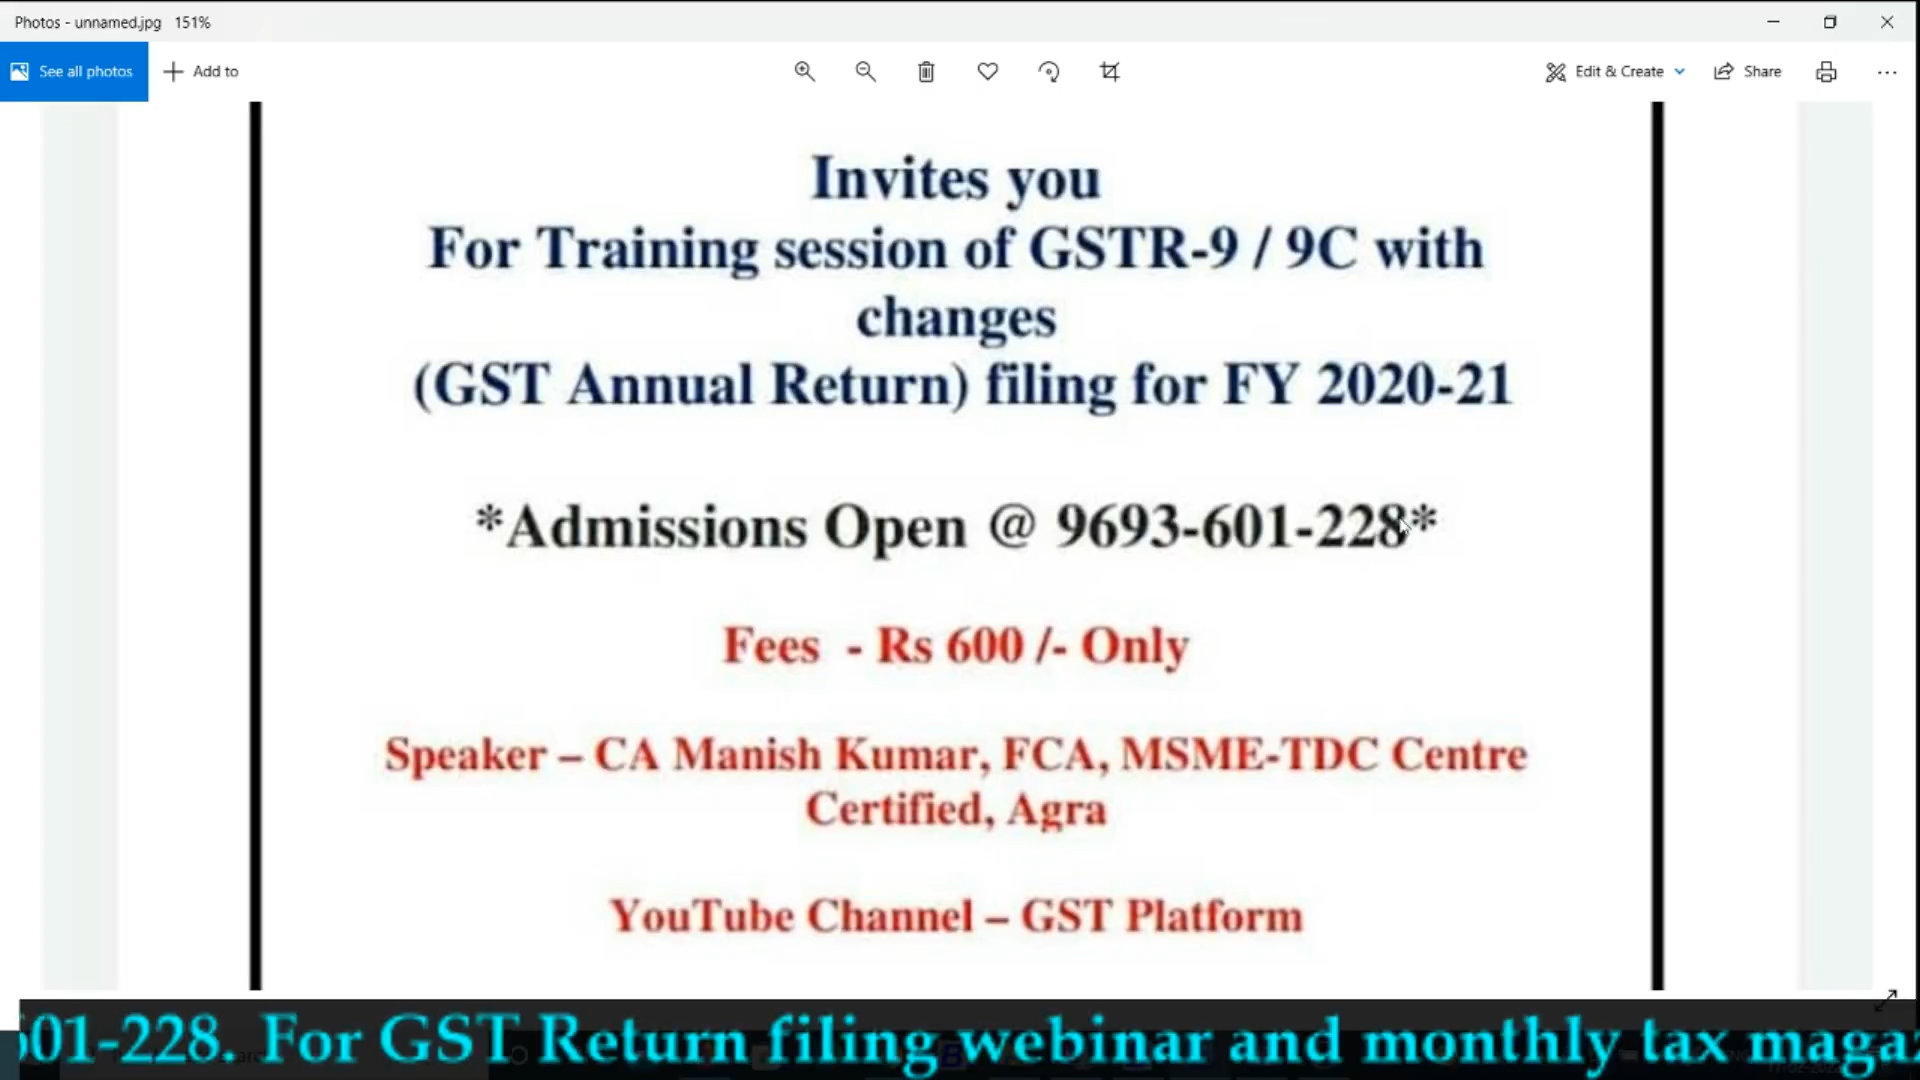 Photos - unnamed.jpg 151%
See all photos
Add to
Edit & Create
Share
Invites you
For Training session of GSTR-9 / 9C with
changes
(GST Annual Return) filing for FY 2020-21
*Admissions Open @ 9693-601-228*
Fees - Rs 600 /- Only
Speaker – CA Manish Kumar, FCA, MSME-TDC Centre
Certified, Agra
YouTube Channel – GST Platform
601-228. For GST Return filing webinar and monthly tax magaz